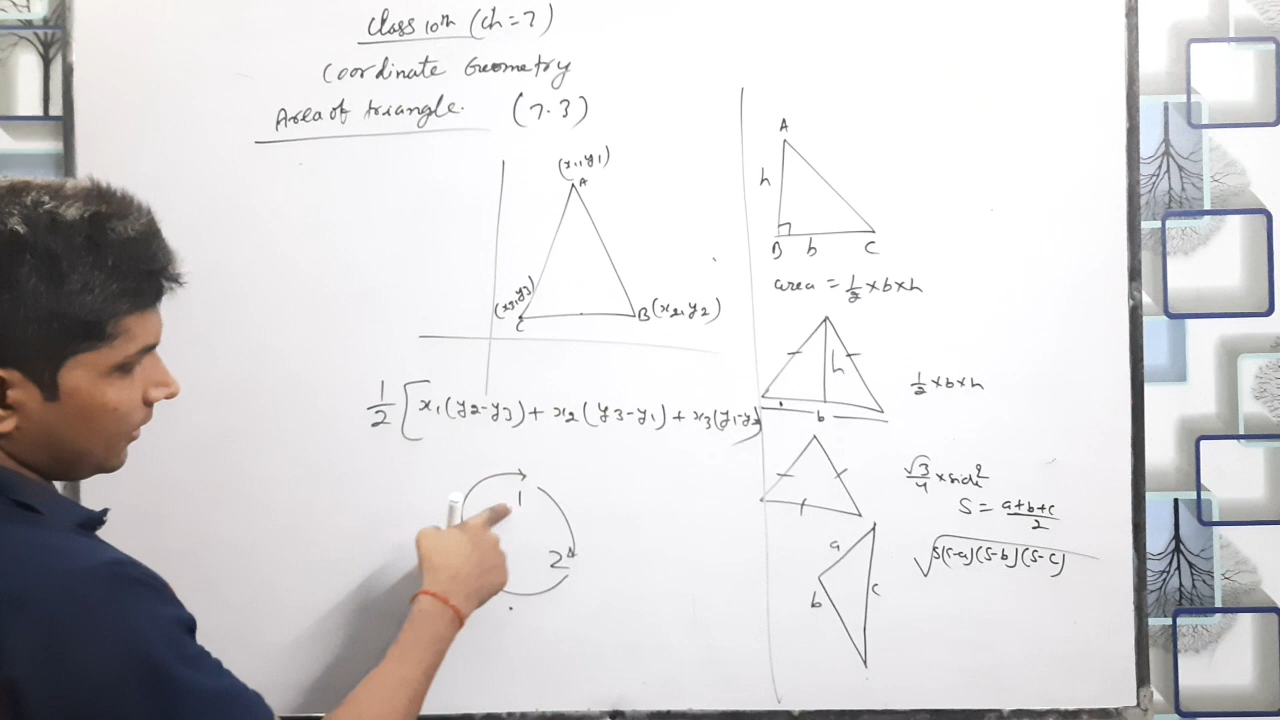 class 10th (ch=7)
Coordinate Geometry
Area of triangle. (7.3)
(x1,y1)
A
(x3,y3)
C
B(x2,y2)
1/2 [x1(y2-y3)+x2(y3-y1)+x3(y1-y2
1
2
A
h
B b C
area = 1/2 ×b×h
h
b
1/2 ×b×h
√3/4 ×side²
S = a+b+c/2
√S(S-a)(S-b)(S-c)
a
b
c